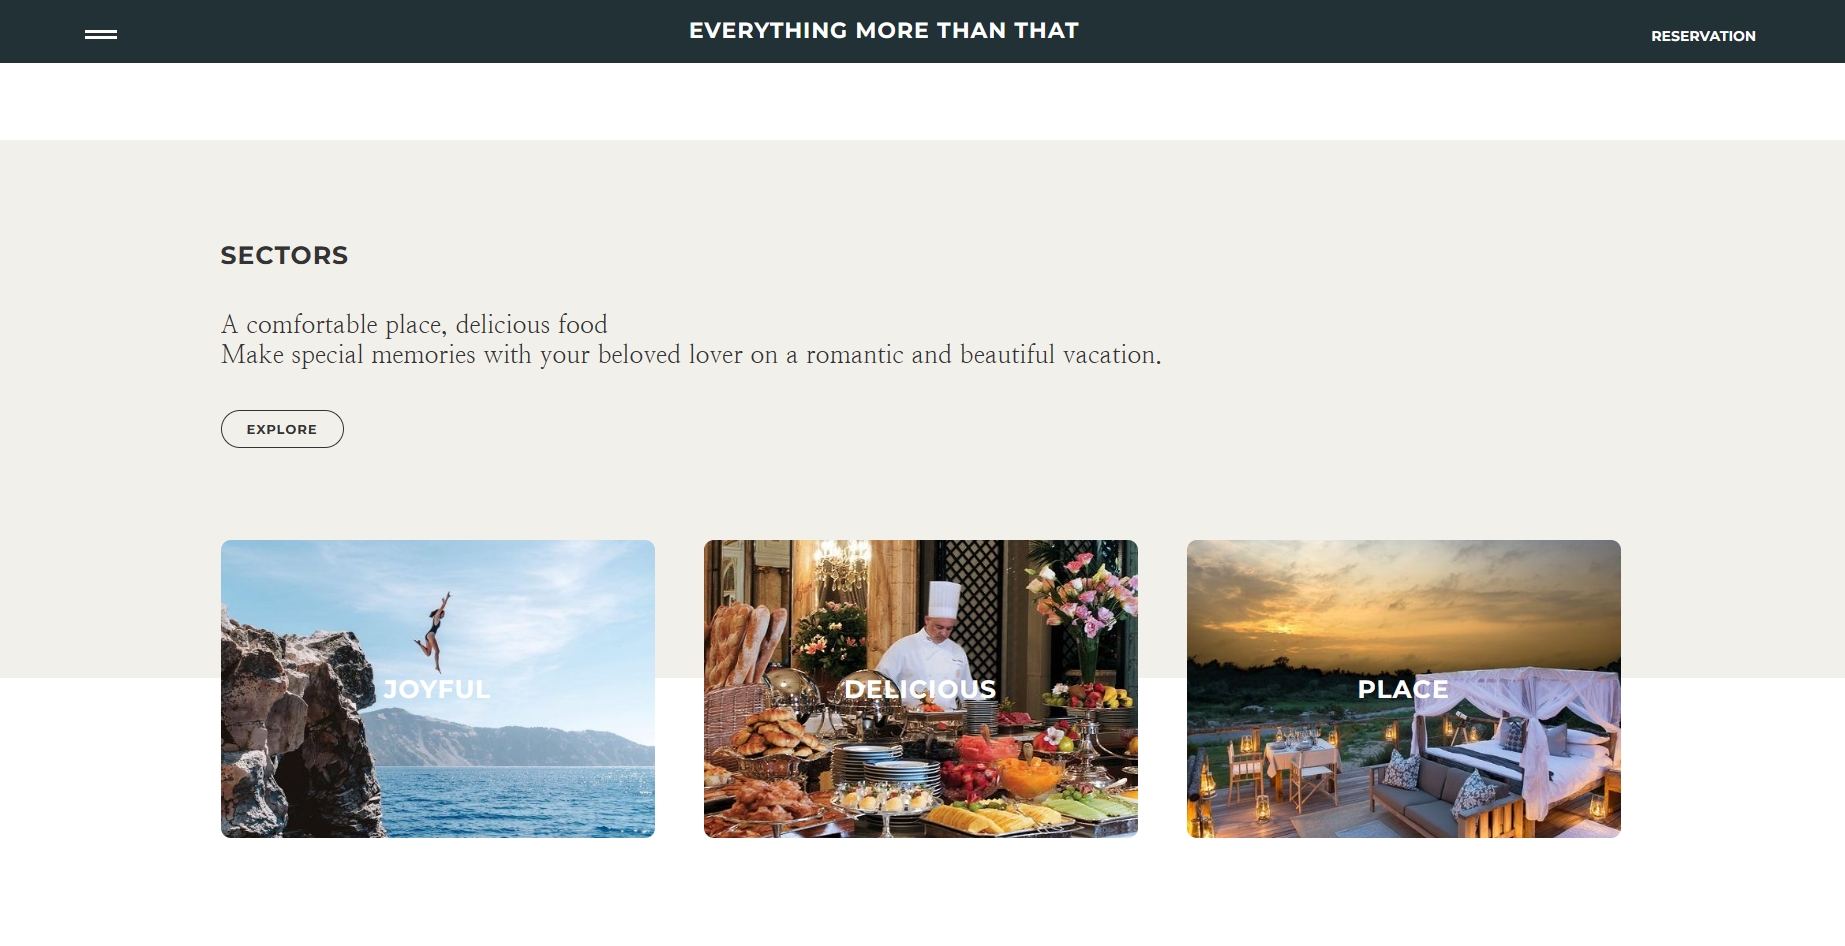 EVERYTHING MORE THAN THAT
RESERVATION
SECTORS
A comfortable place, delicious food
Make special memories with your beloved lover on a romantic and beautiful vacation.
EXPLORE
JOYFUL
DELICIOUS
PLACE